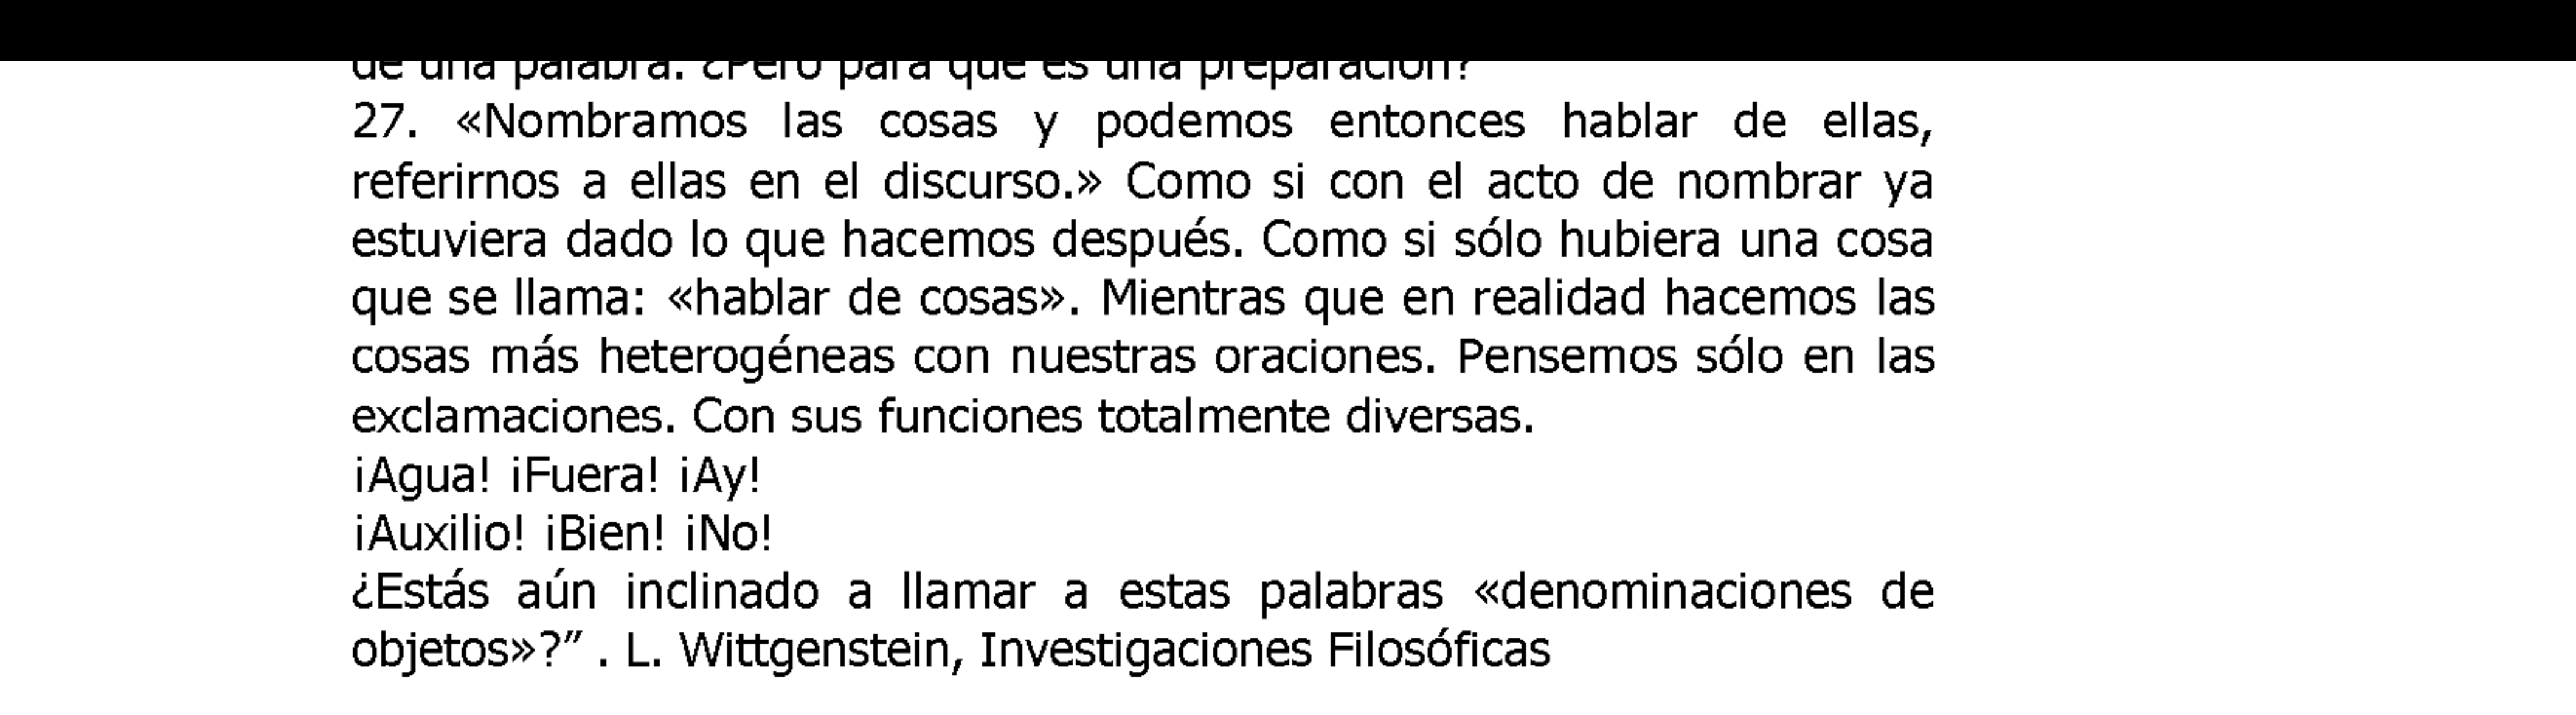 de una palabra. ¿Pero para qué es una preparación?
27. «Nombramos las cosas y podemos entonces hablar de ellas,
referirnos a ellas en el discurso.» Como si con el acto de nombrar ya
estuviera dado lo que hacemos después. Como si sólo hubiera una cosa
que se llama: «hablar de cosas». Mientras que en realidad hacemos las
cosas más heterogéneas con nuestras oraciones. Pensemos sólo en las
exclamaciones. Con sus funciones totalmente diversas.
¡Agua! ¡Fuera! ¡Ay!
¡Auxilio! ¡Bien! ¡No!
¿Estás aún inclinado a llamar a estas palabras «denominaciones de
objetos»?” . L. Wittgenstein, Investigaciones Filosóficas